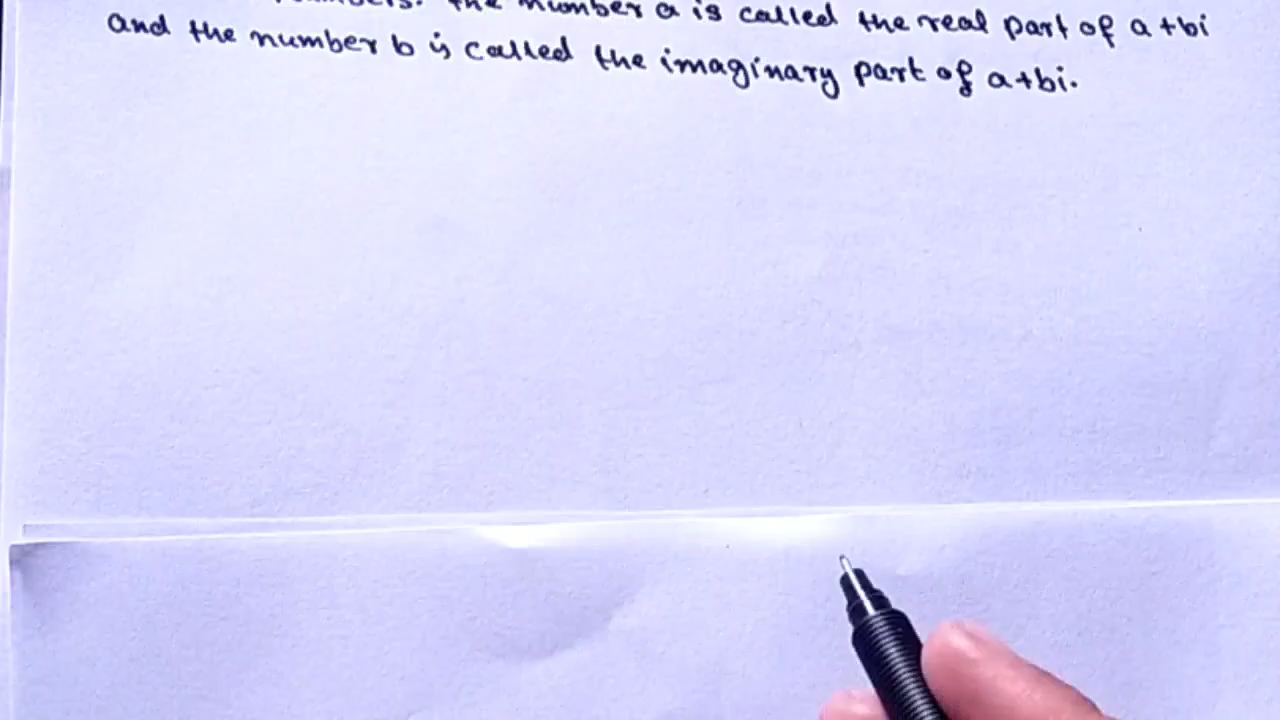 numbers. The number a is called the real part of a+bi
and the number b is called the imaginary part of a+bi.